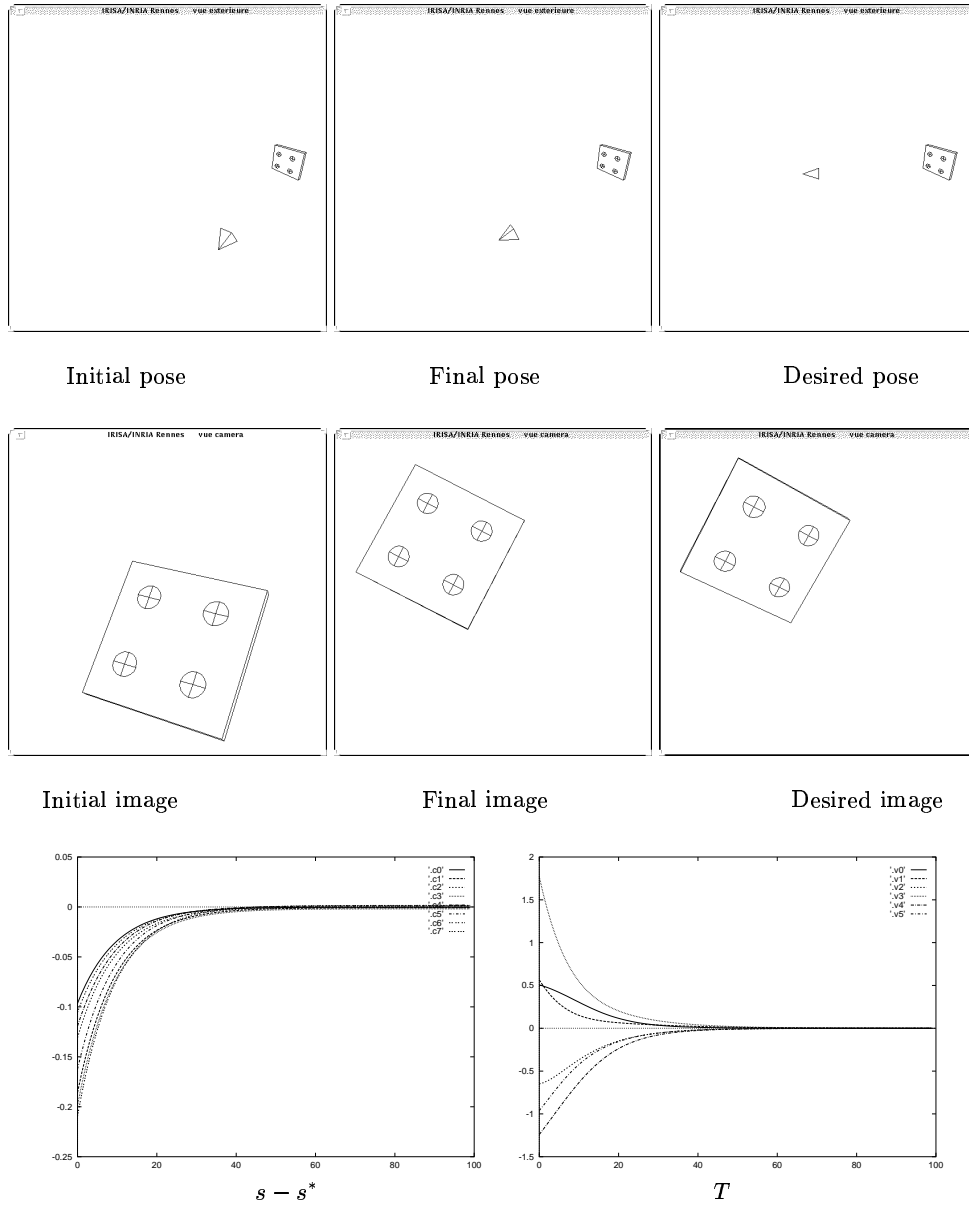 IRISA/INRIA Rennes vue exterieure
IRISA/INRIA Rennes vue exterieure
IRISA/INRIA Rennes vue exterieure
Initial pose
Final pose
Desired pose
IRISA/INRIA Rennes vue camera
IRISA/INRIA Rennes vue camera
IRISA/INRIA Rennes vue camera
Initial image
Final image
Desired image
0.05
0
-0.05
-0.1
-0.15
-0.2
-0.25
0 20 40 60 80 100
'.c0'
'.c1'
'.c2'
'.c3'
'.c4'
'.c5'
'.c6'
'.c7'
s − s*
2
1.5
1
0.5
0
-0.5
-1
-1.5
0 20 40 60 80 100
'.v0'
'.v1'
'.v2'
'.v3'
'.v4'
'.v5'
T